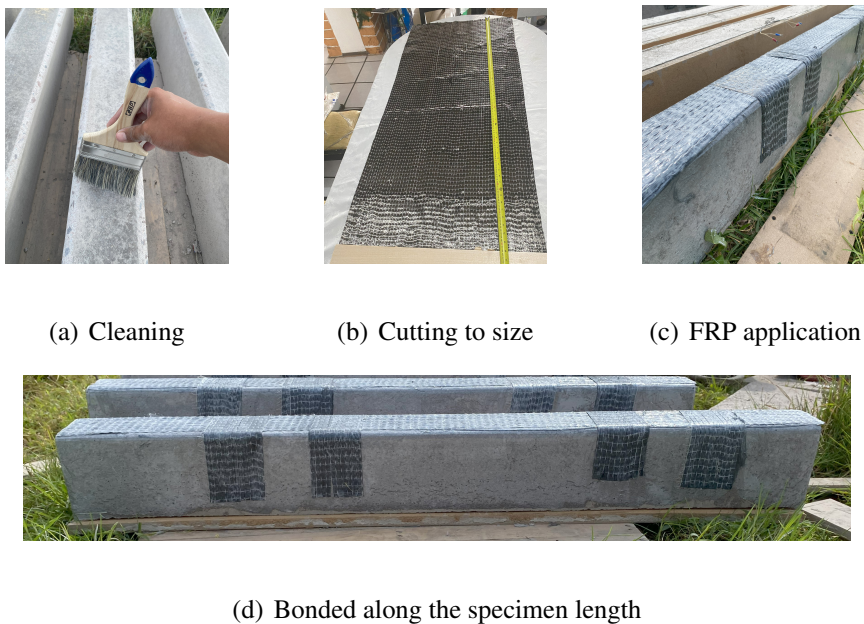 (a) Cleaning
(b) Cutting to size
(c) FRP application
(d) Bonded along the specimen length